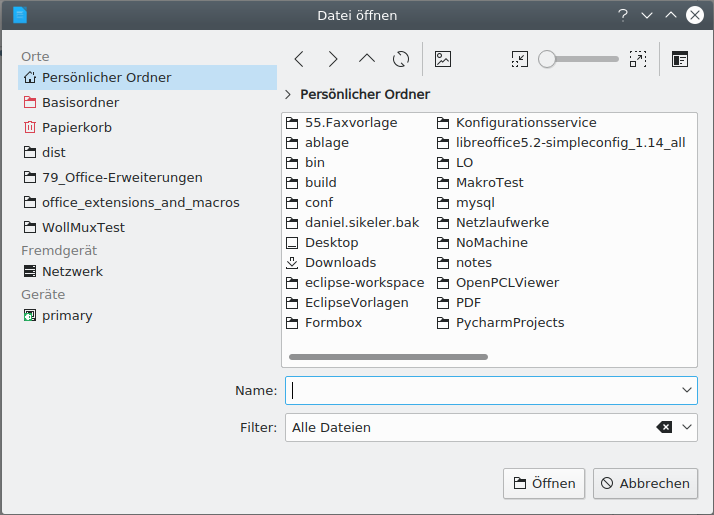 Datei öffnen
Orte
Persönlicher Ordner
Basisordner
Papierkorb
dist
79_Office-Erweiterungen
office_extensions_and_macros
WollMuxTest
Fremdgerät
Netzwerk
Geräte
primary
Persönlicher Ordner
55.Faxvorlage
ablage
bin
build
conf
daniel.sikeler.bak
Desktop
Downloads
eclipse-workspace
EclipseVorlagen
Formbox
Konfigurationsservice
libreoffice5.2-simpleconfig_1.14_all
LO
MakroTest
mysql
Netzlaufwerke
NoMachine
notes
OpenPCLViewer
PDF
PycharmProjects
Name:
Filter: Alle Dateien
Öffnen Abbrechen